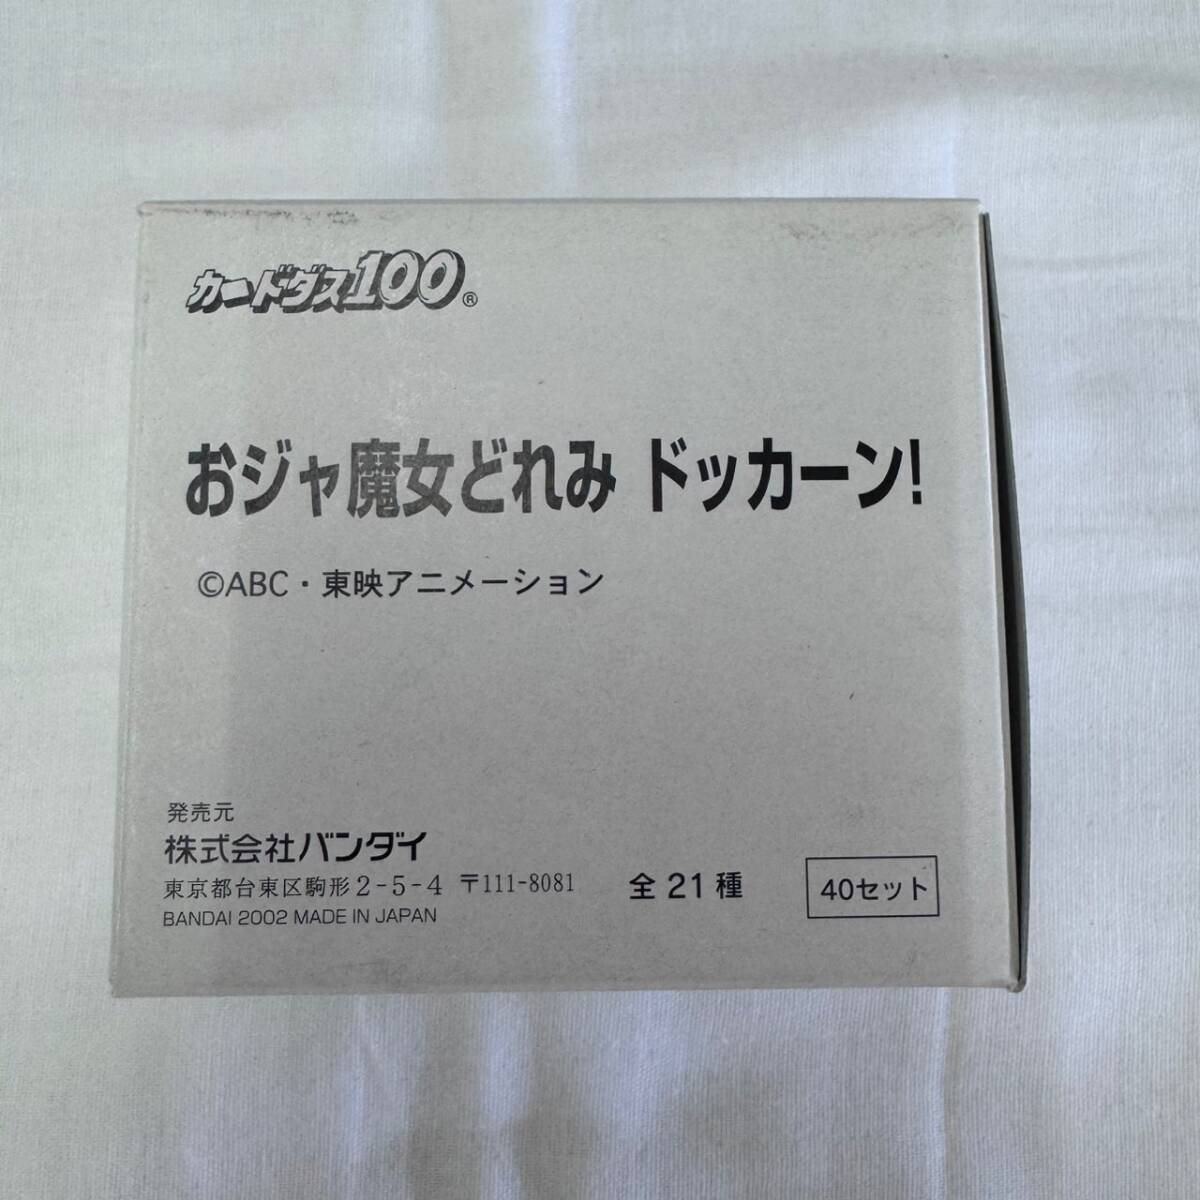 カードダス100®
おジャ魔女どれみ ドッカーン!
©ABC・東映アニメーション
発売元
株式会社バンダイ
東京都台東区駒形2-5-4 〒111-8081
BANDAI 2002 MADE IN JAPAN
全21種
40セット